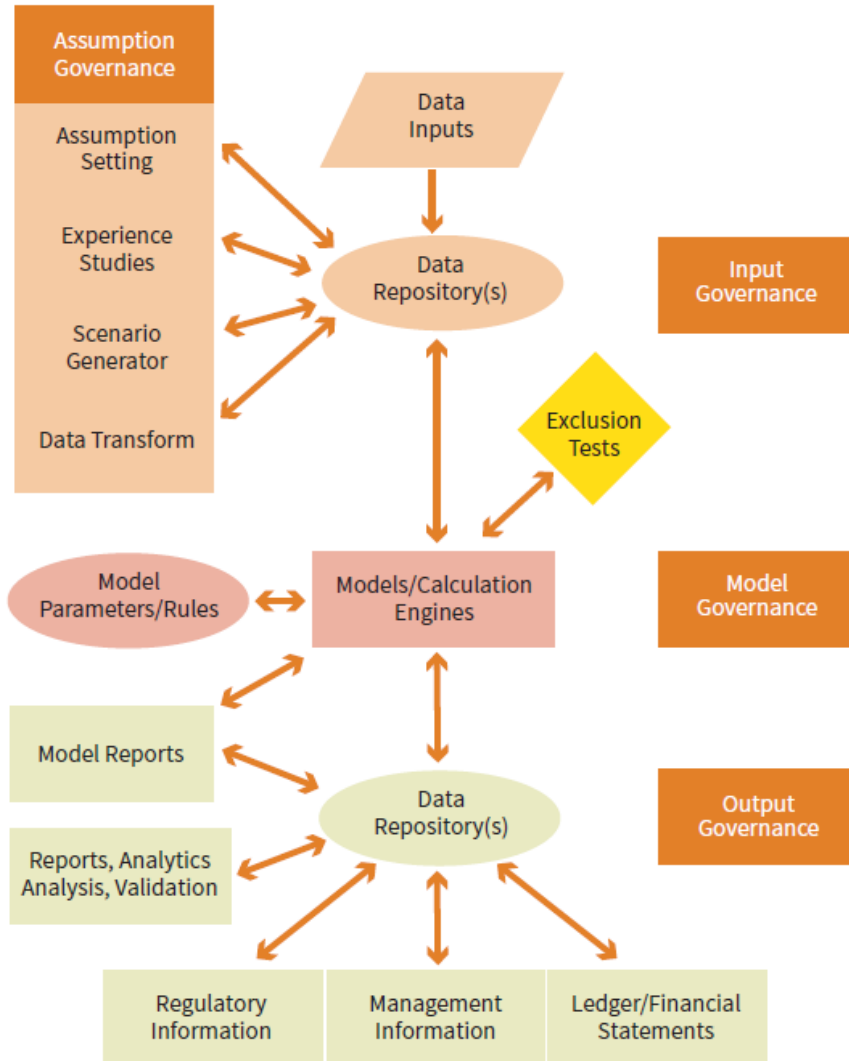 Assumption
Governance
Data
Inputs
Assumption
Setting
Experience
Studies
Data
Repository(s)
Input
Governance
Scenario
Generator
Exclusion
Tests
Data Transform
Model
Parameters/Rules
Models/Calculation
Engines
Model
Governance
Model Reports
Data
Repository(s)
Output
Governance
Reports, Analytics
Analysis, Validation
Regulatory
Information
Management
Information
Ledger/Financial
Statements